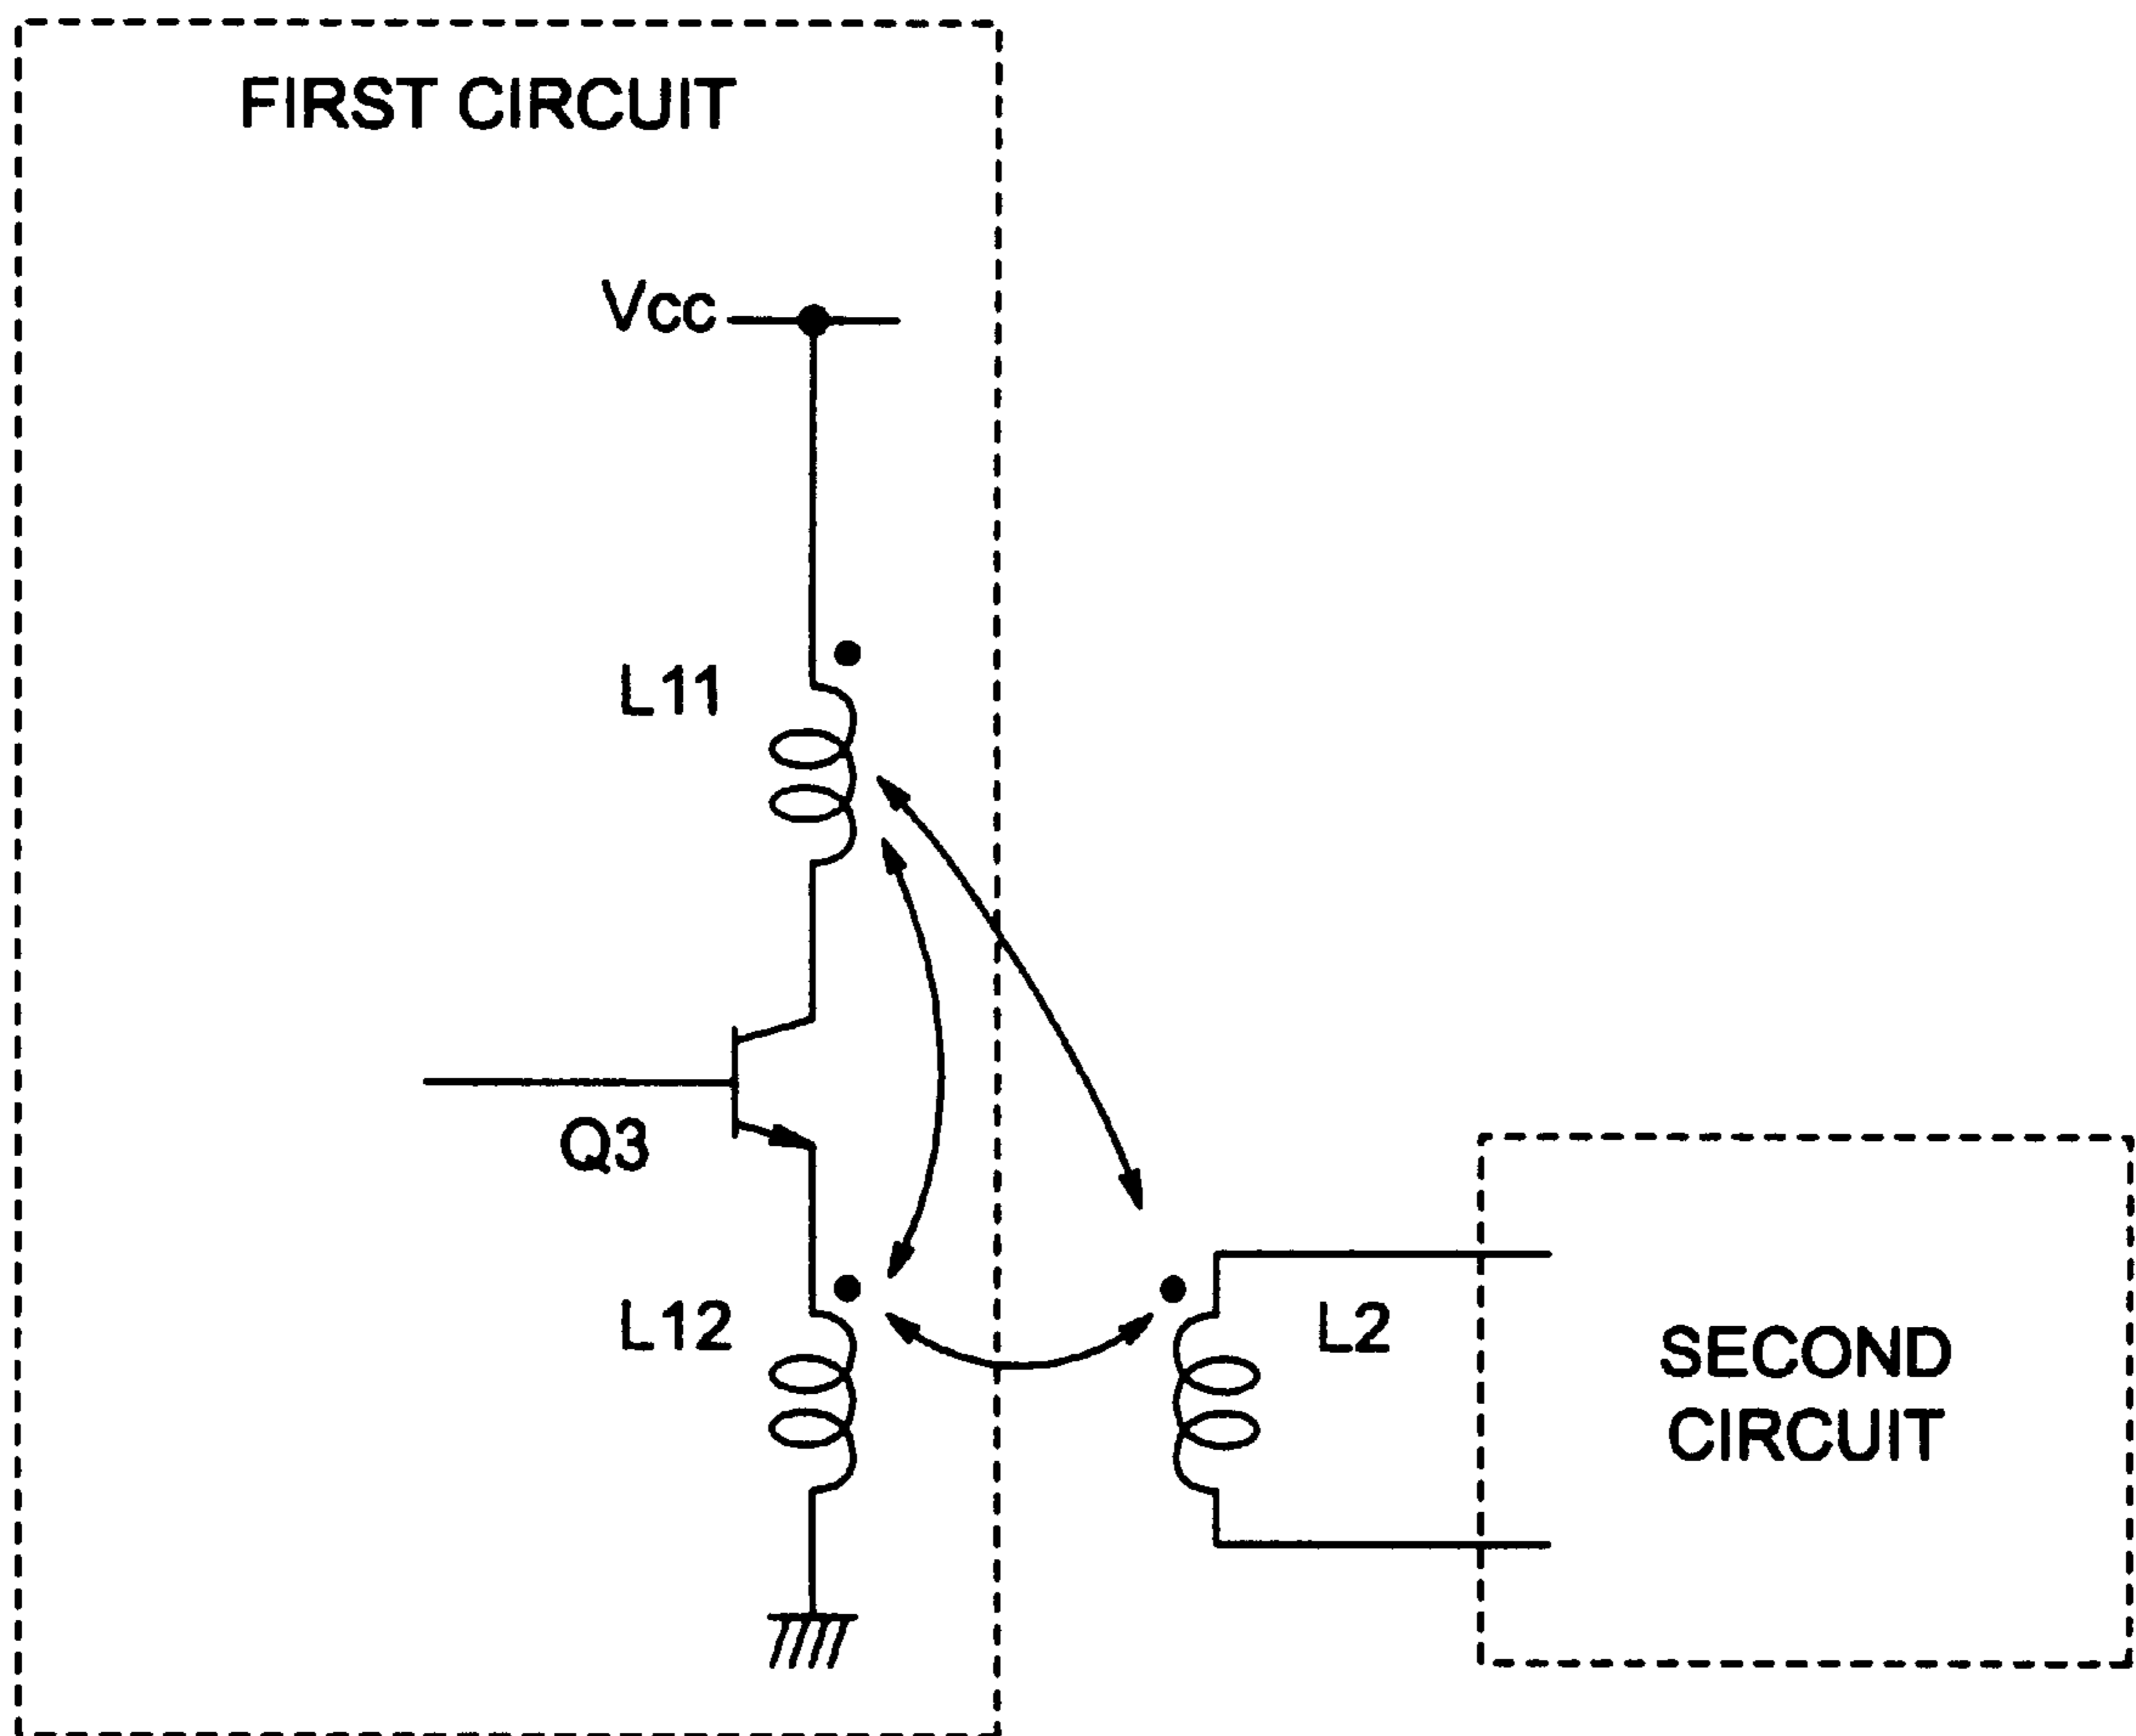 FIRST CIRCUIT
Vcc
L11
Q3
L12
L2
SECOND
CIRCUIT